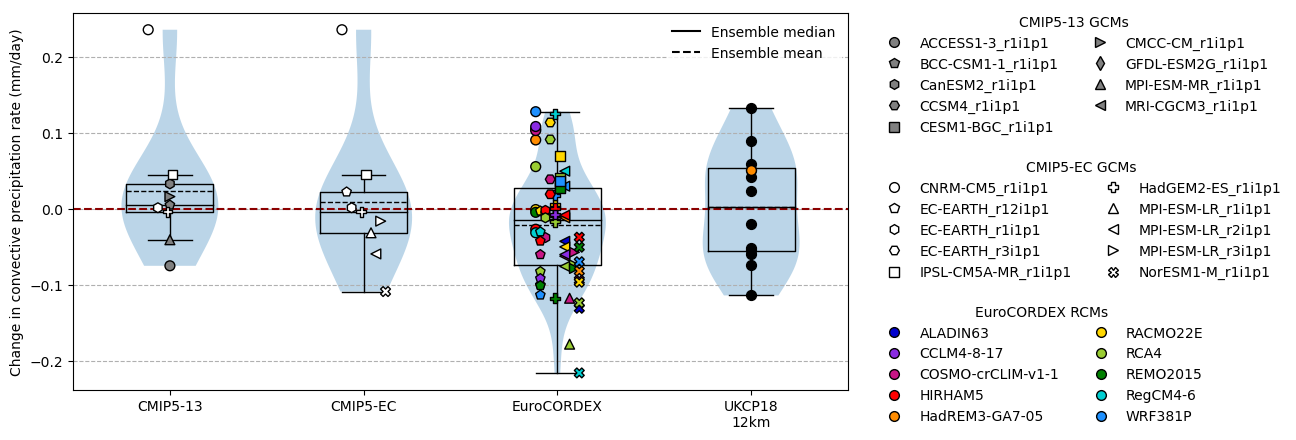 Change in convective precipitation rate (mm/day)
0.2
0.1
0.0
−0.1
−0.2
Ensemble median
Ensemble mean
CMIP5-13
CMIP5-EC
EuroCORDEX
UKCP18
12km
CMIP5-13 GCMs
ACCESS1-3_r1i1p1
BCC-CSM1-1_r1i1p1
CanESM2_r1i1p1
CCSM4_r1i1p1
CESM1-BGC_r1i1p1
CMCC-CM_r1i1p1
GFDL-ESM2G_r1i1p1
MPI-ESM-MR_r1i1p1
MRI-CGCM3_r1i1p1
CMIP5-EC GCMs
CNRM-CM5_r1i1p1
EC-EARTH_r12i1p1
EC-EARTH_r1i1p1
EC-EARTH_r3i1p1
IPSL-CM5A-MR_r1i1p1
HadGEM2-ES_r1i1p1
MPI-ESM-LR_r1i1p1
MPI-ESM-LR_r2i1p1
MPI-ESM-LR_r3i1p1
NorESM1-M_r1i1p1
EuroCORDEX RCMs
ALADIN63
CCLM4-8-17
COSMO-crCLIM-v1-1
HIRHAM5
HadREM3-GA7-05
RACMO22E
RCA4
REMO2015
RegCM4-6
WRF381P